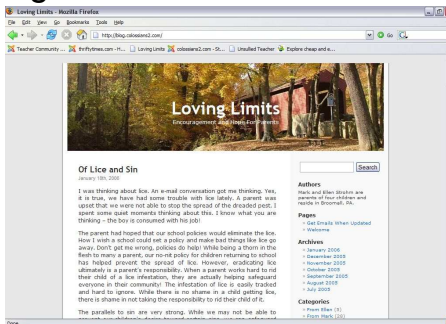 Loving Limits - Mozilla Firefox
File Edit View Go Bookmarks Tools Help
http://blog.colossians2.com/
Go
Teacher Community ... thriftytimes.com - H... Loving Limits colossians2.com - St... Unsullied Teacher Explore cheap and e...
Loving Limits
Encouragement and Hope For Parents
Of Lice and Sin
January 18th, 2006
I was thinking about lice. An e-mail conversation got me thinking. Yes,
it is true, we have had some trouble with lice lately. A parent was
upset that we were not able to stop the spread of the dreaded pest. I
spent some quiet moments thinking about this. I know what you are
thinking – the boy is consumed with his job!
The parent had hoped that our school policies would eliminate the lice.
How I wish a school could set a policy and make bad things like lice go
away. Don't get me wrong, policies do help! While being a thorn in the
flesh to many a parent, our no-nit policy for children returning to school
has helped prevent the spread of lice. However, eradicating lice
ultimately is a parent's responsibility. When a parent works hard to rid
their child of a lice infestation, they are actually helping safeguard
everyone in their community! The infestation of lice is easily tracked
and hard to ignore. While there is no shame in a child getting lice,
there is shame in not taking the responsibility to rid their child of it.
The parallels to sin are very strong. While we may not be able to
Search
Authors
Mark and Ellen Strohm are
parents of four children and
reside in Broomall, PA.
Pages
Get Emails When Updated
Welcome
Archives
January 2006
December 2005
November 2005
October 2005
September 2005
August 2005
July 2005
Categories
From Ellen (5)
From Mark (26)
Done